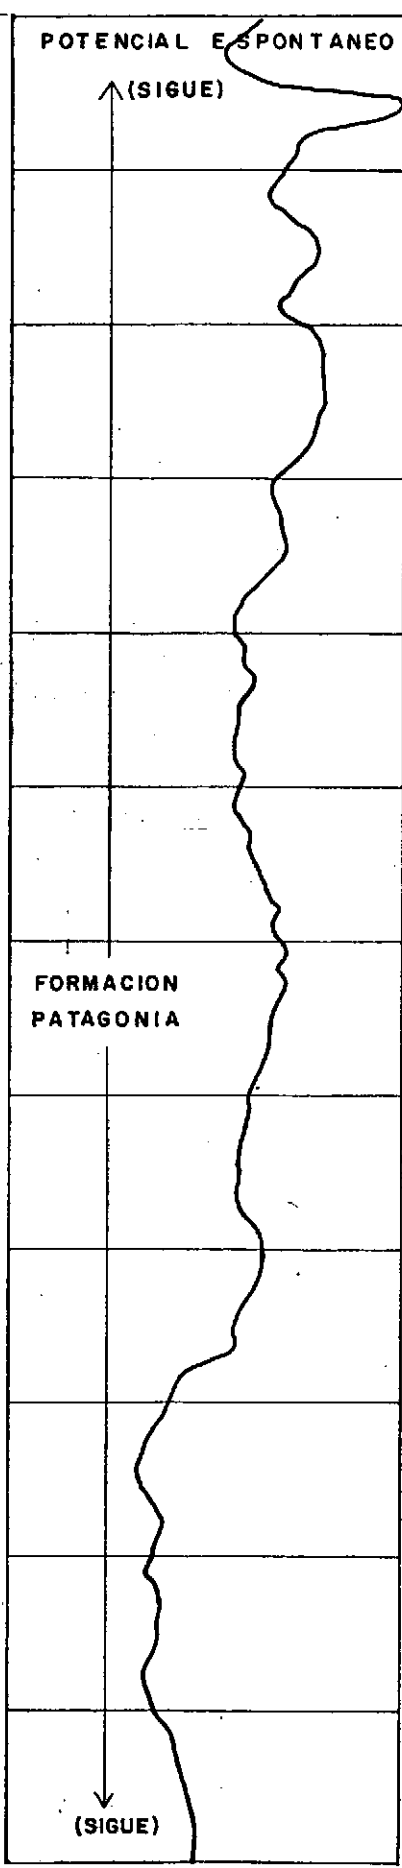 POTENCIAL ESPONTANEO
(SIGUE)
FORMACION
PATAGONIA
(SIGUE)